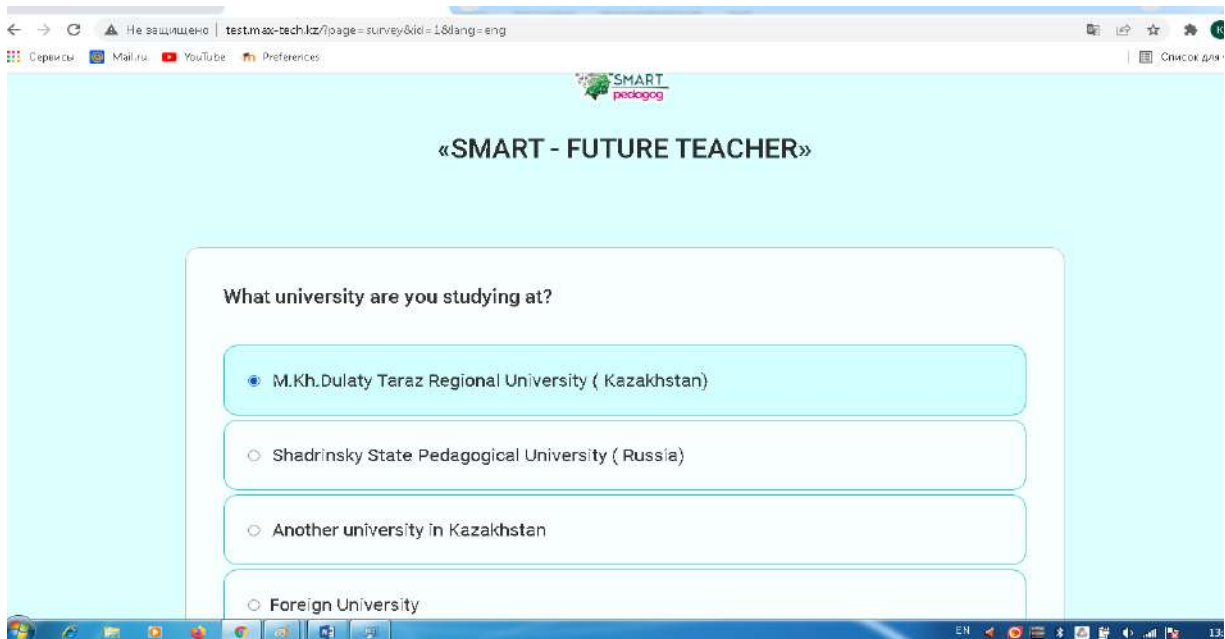 Не защищено | test.max-tech.kz/?page=survey&id=1&lang=eng
Сервисы Mail.ru YouTube Preferences Список для
SMART
pedagog
«SMART - FUTURE TEACHER»
What university are you studying at?
M.Kh.Dulaty Taraz Regional University ( Kazakhstan)
Shadrinsky State Pedagogical University ( Russia)
Another university in Kazakhstan
Foreign University
EN